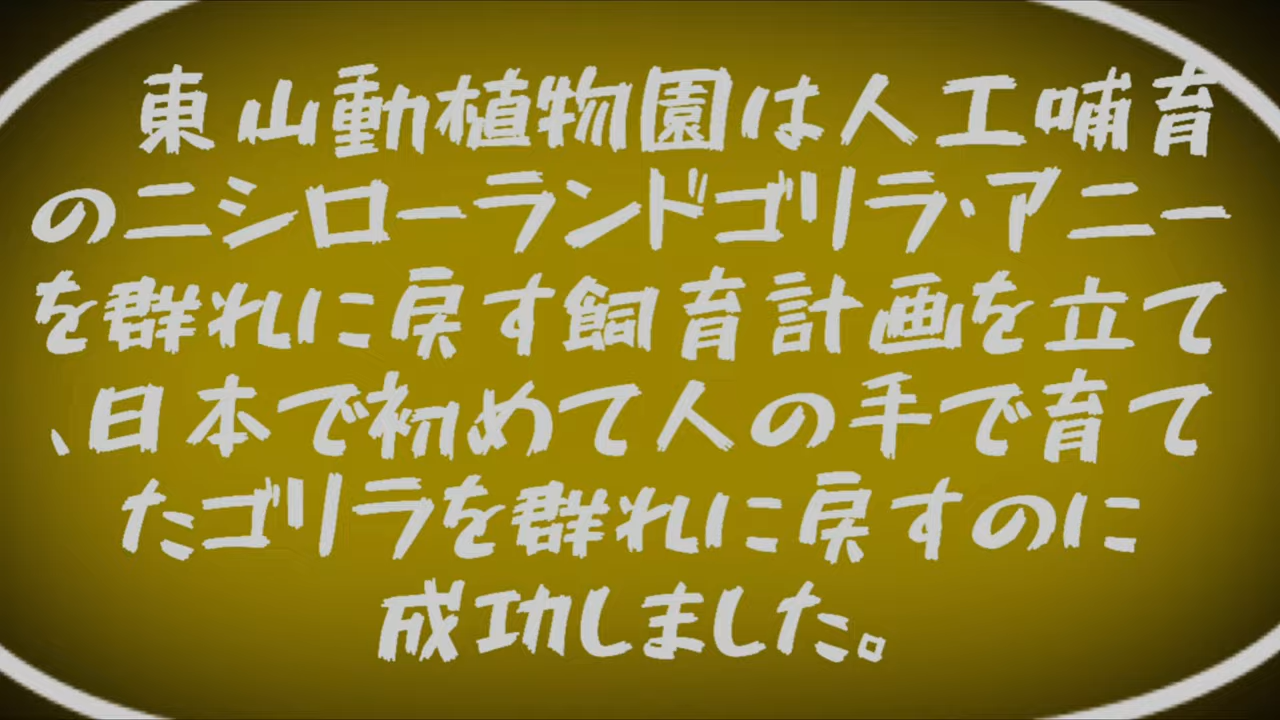 東山動植物園は人工哺育
のニシローランドゴリラ・アニー
を群れに戻す飼育計画を立て
、日本で初めて人の手で育て
たゴリラを群れに戻すのに
成功しました。